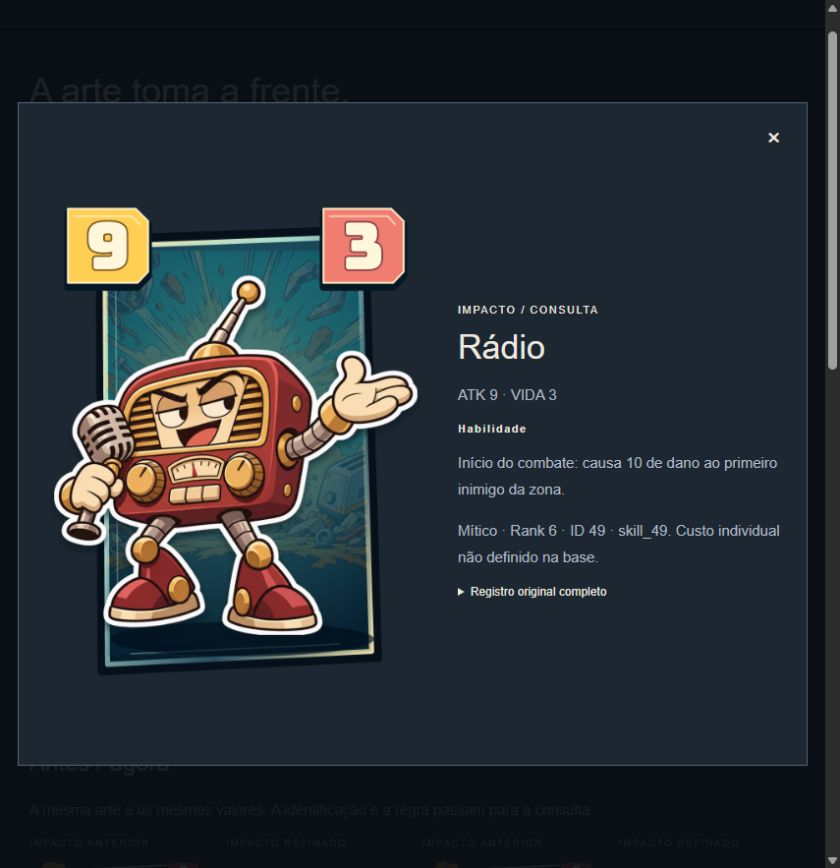 A arte toma a frente.
×
9
3
IMPACTO / CONSULTA
Rádio
ATK 9 · VIDA 3
Habilidade
Início do combate: causa 10 de dano ao primeiro
inimigo da zona.
Mítico · Rank 6 · ID 49 · skill_49. Custo individual
não definido na base.
Registro original completo
Antes / agora
A mesma arte e os mesmos valores. A identificação e a regra passam para a consulta.
IMPACTO ANTERIOR
IMPACTO REFINADO
IMPACTO ANTERIOR
IMPACTO REFINADO